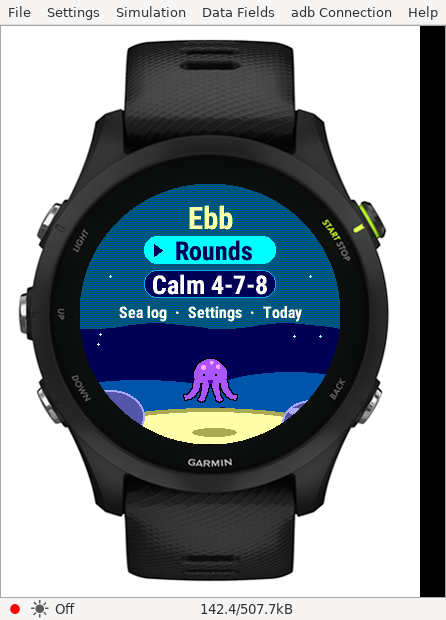 File Settings Simulation Data Fields adb Connection Help
LIGHT
START STOP
Ebb
Rounds
Calm 4-7-8
UP
Sea log · Settings · Today
DOWN
BACK
GARMIN
Off 142.4/507.7kB